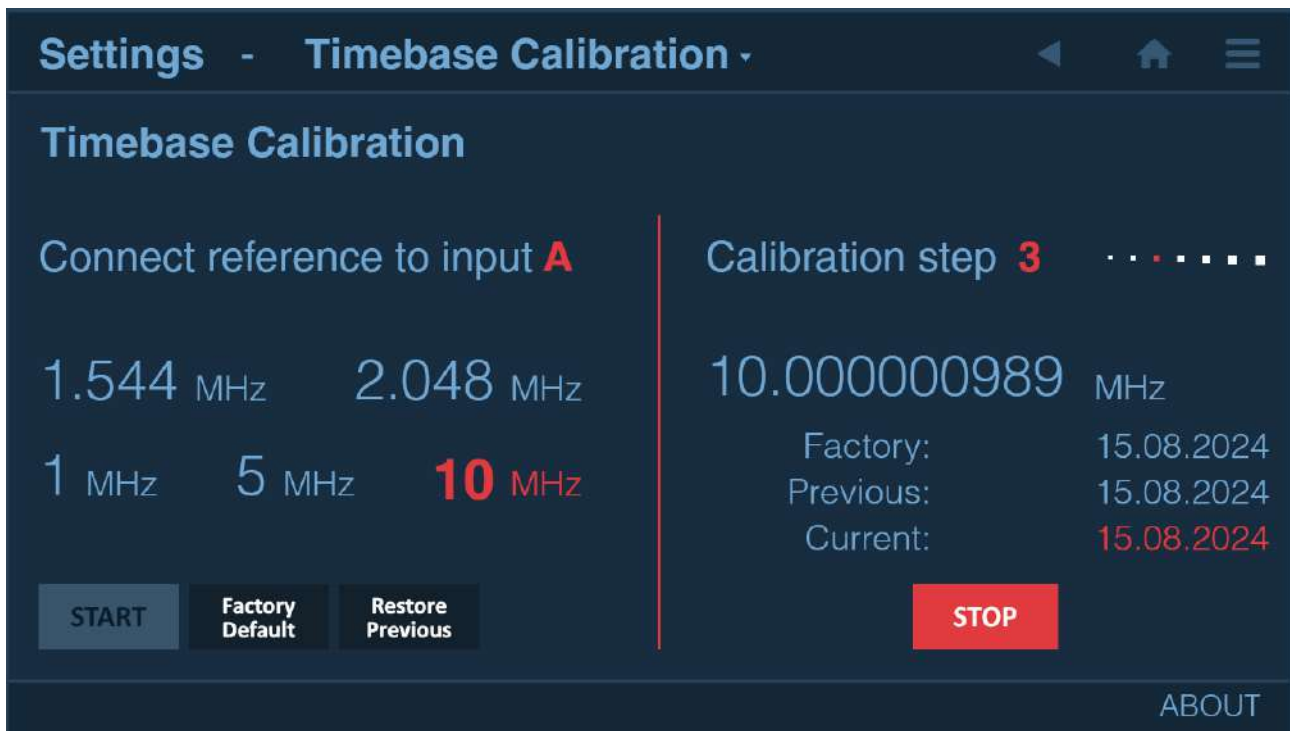 Settings - Timebase Calibration
Timebase Calibration
Connect reference to input A
1.544 MHz 2.048 MHz
1 MHz 5 MHz 10 MHz
START
Factory
Default
Restore
Previous
Calibration step 3
10.000000989 MHz
Factory: 15.08.2024
Previous: 15.08.2024
Current: 15.08.2024
STOP
ABOUT